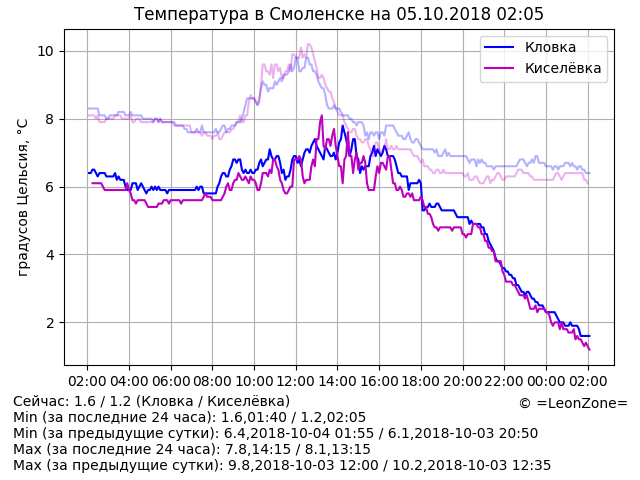 Температура в Смоленске на 05.10.2018 02:05
Кловка
Киселёвка
градусов Цельсия, °C
10
8
6
4
2
02:00 04:00 06:00 08:00 10:00 12:00 14:00 16:00 18:00 20:00 22:00 00:00 02:00
Сейчас: 1.6 / 1.2 (Кловка / Киселёвка)
© =LeonZone=
Min (за последние 24 часа): 1.6,01:40 / 1.2,02:05
Min (за предыдущие сутки): 6.4,2018-10-04 01:55 / 6.1,2018-10-03 20:50
Max (за последние 24 часа): 7.8,14:15 / 8.1,13:15
Max (за предыдущие сутки): 9.8,2018-10-03 12:00 / 10.2,2018-10-03 12:35